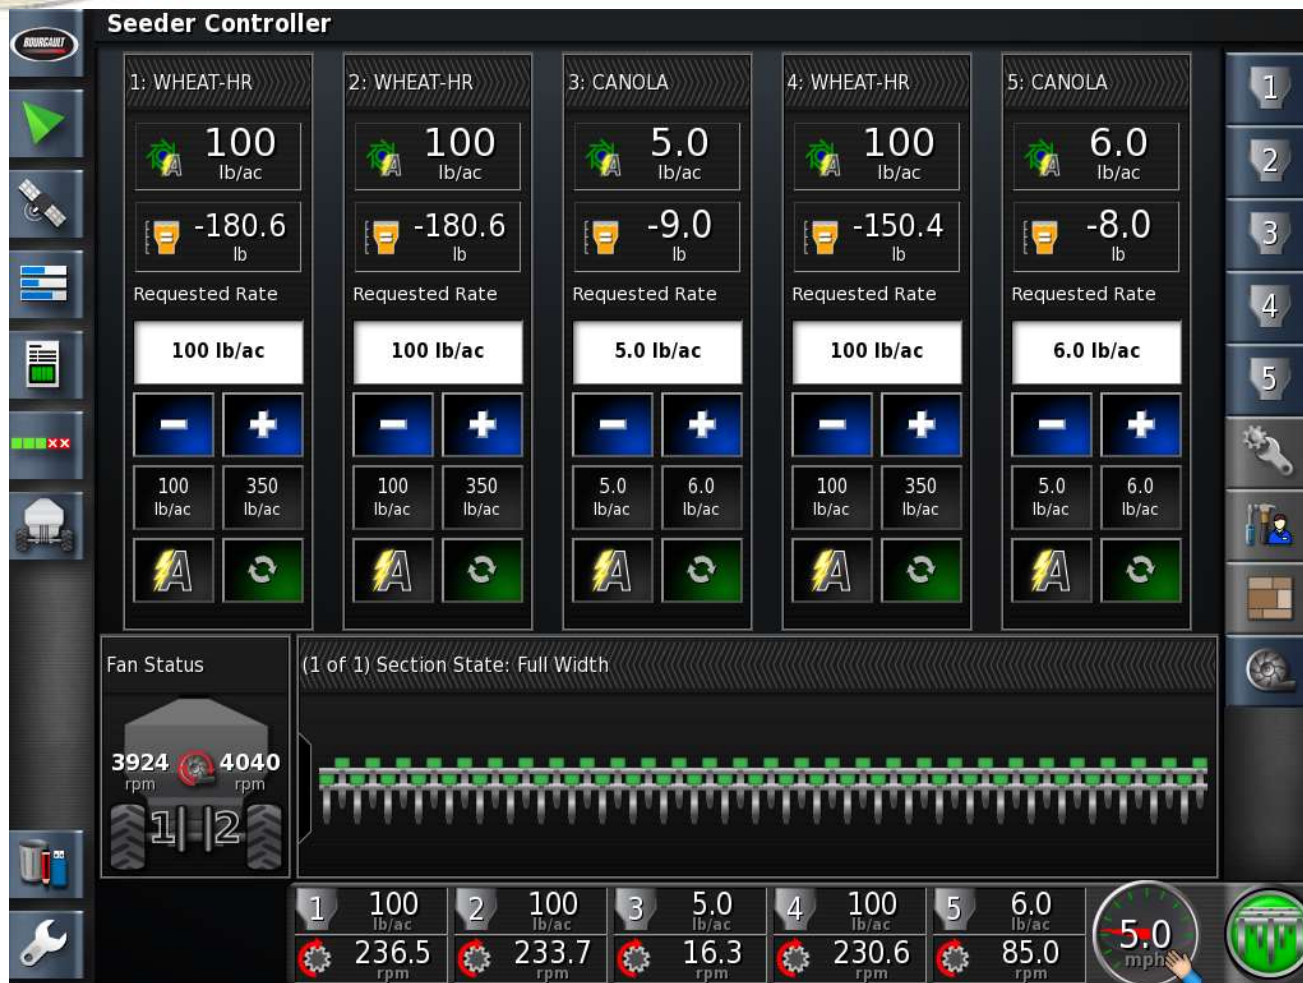 Seeder Controller
BOURGAULT
1: WHEAT-HR
2: WHEAT-HR
3: CANOLA
4: WHEAT-HR
5: CANOLA
100
lb/ac
100
lb/ac
5.0
lb/ac
100
lb/ac
6.0
lb/ac
-180.6
lb
-180.6
lb
-9.0
lb
-150.4
lb
-8.0
lb
Requested Rate
Requested Rate
Requested Rate
Requested Rate
Requested Rate
100 lb/ac
100 lb/ac
5.0 lb/ac
100 lb/ac
6.0 lb/ac
100
lb/ac
350
lb/ac
100
lb/ac
350
lb/ac
5.0
lb/ac
6.0
lb/ac
100
lb/ac
350
lb/ac
5.0
lb/ac
6.0
lb/ac
A
A
A
A
A
1
2
3
4
5
Fan Status
3924
rpm
4040
rpm
1
2
(1 of 1) Section State: Full Width
1
100
lb/ac
236.5
rpm
2
100
lb/ac
233.7
rpm
3
5.0
lb/ac
16.3
rpm
4
100
lb/ac
230.6
rpm
5
6.0
lb/ac
85.0
rpm
5.0
mph